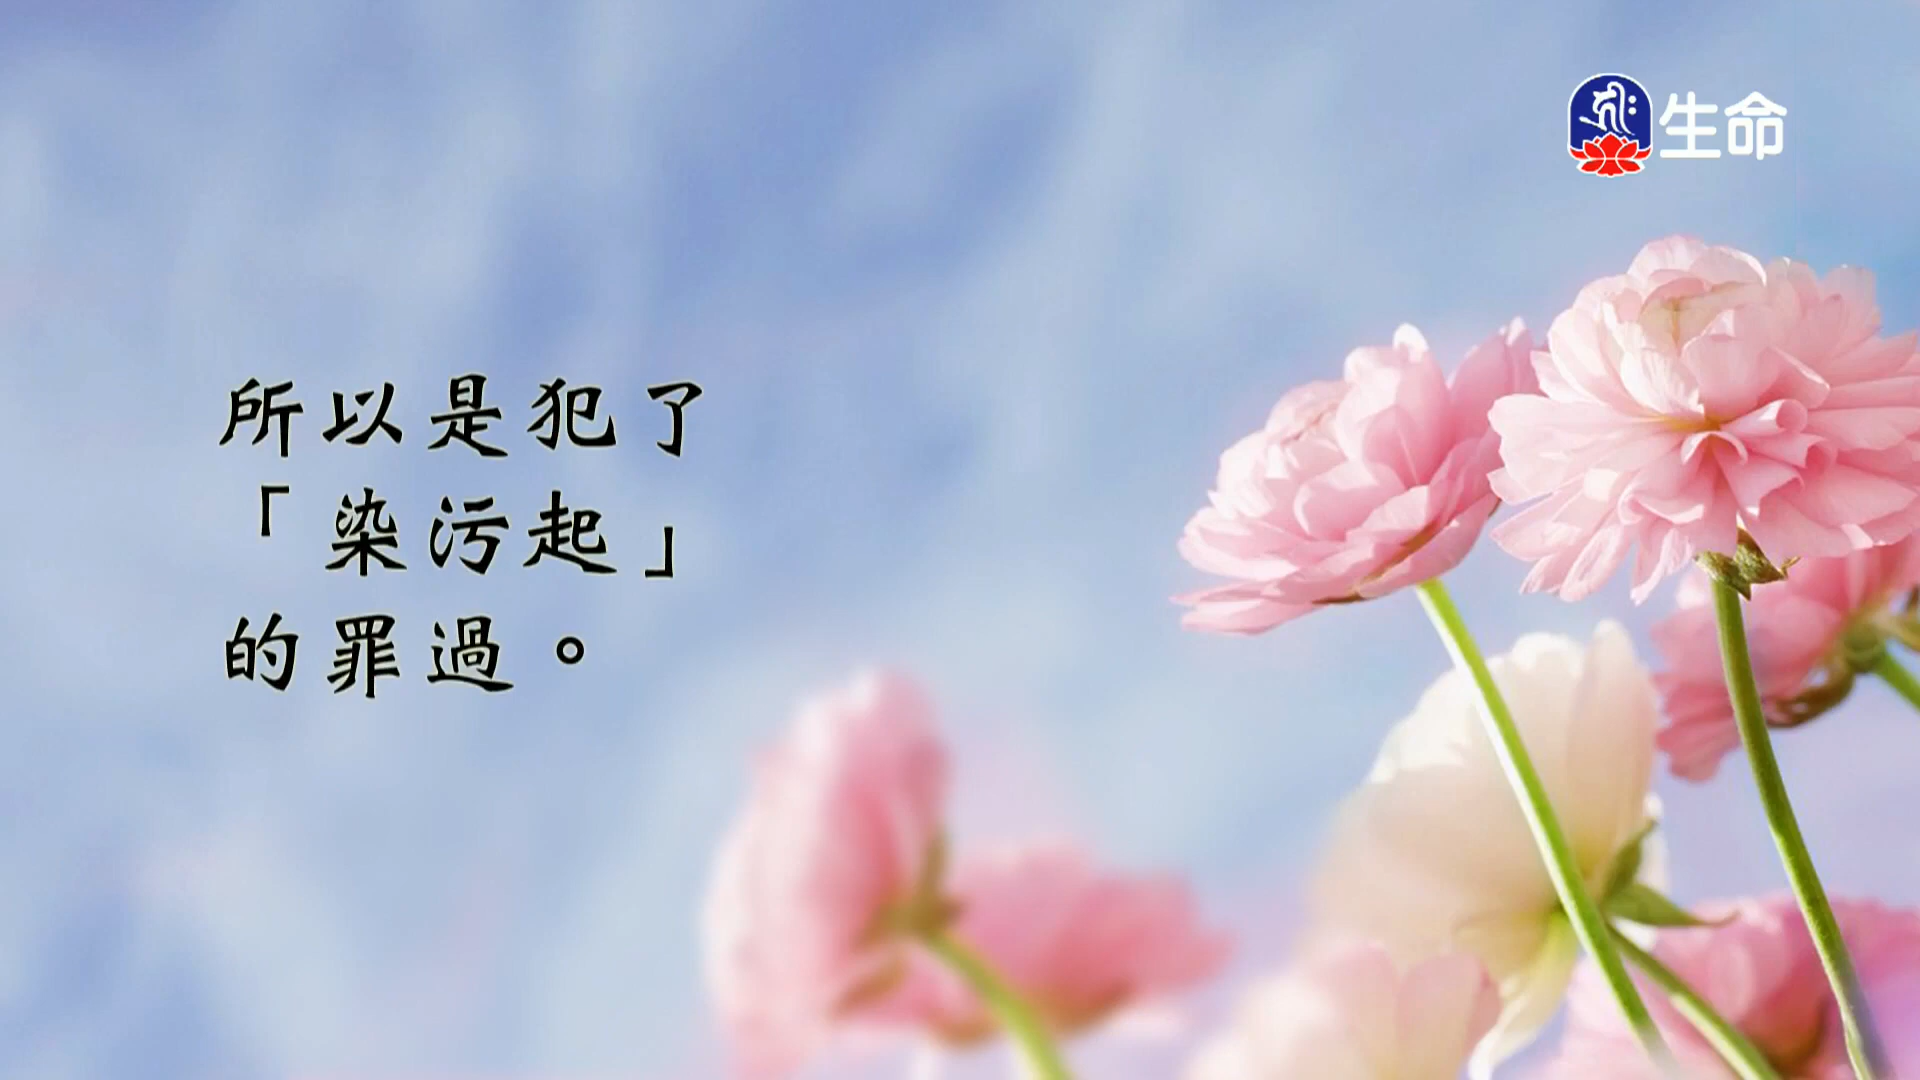 生命
所以是犯了
「染污起」
的罪過。